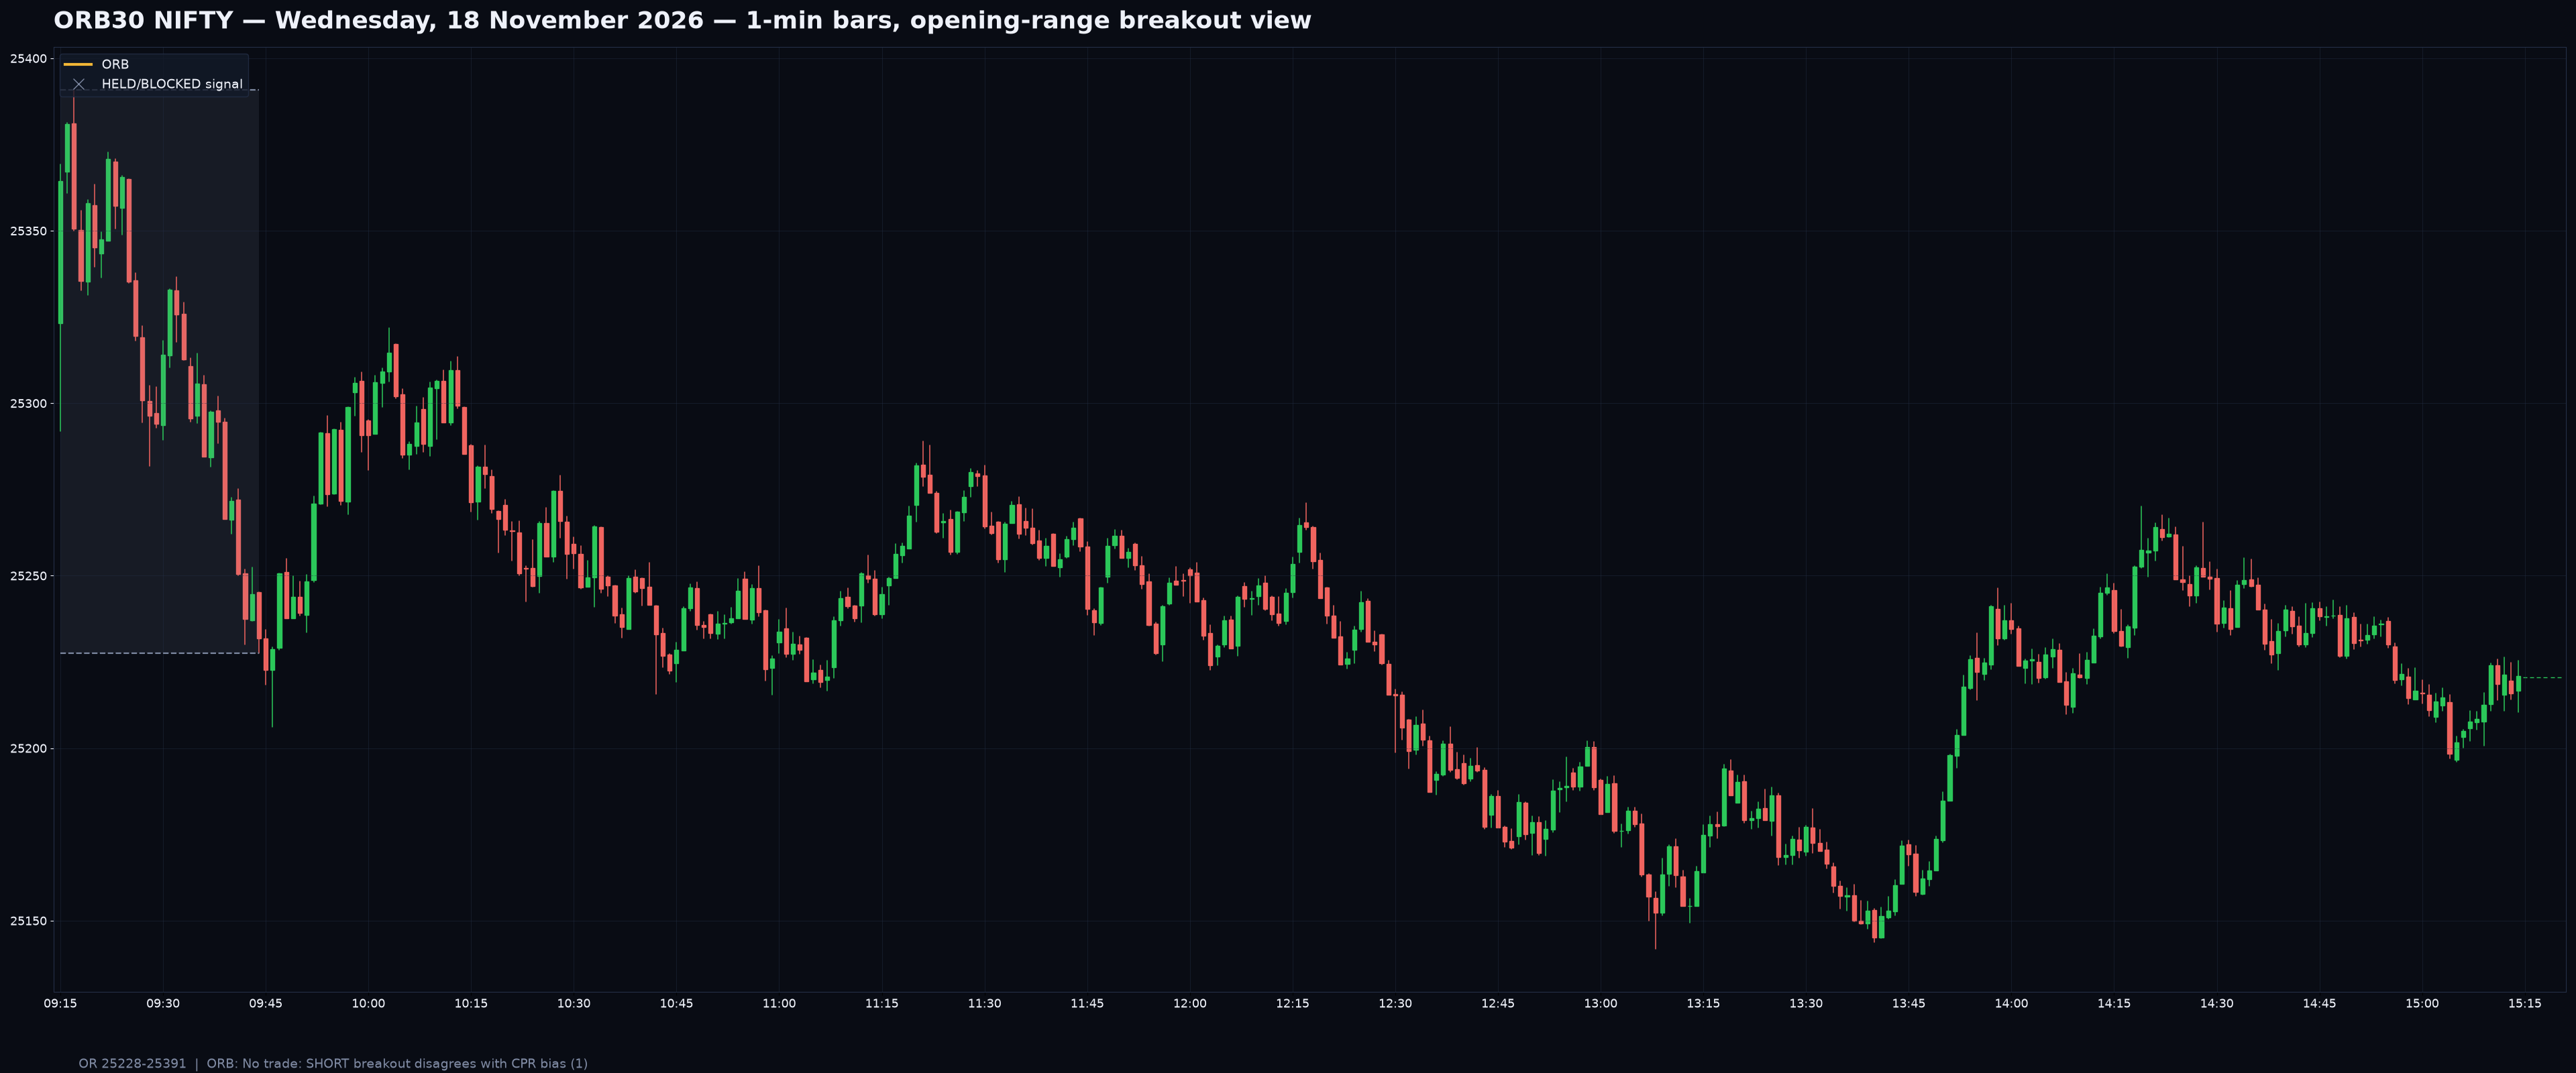 ORB30 NIFTY — Wednesday, 18 November 2026 — 1-min bars, opening-range breakout view
25400
ORB
HELD/BLOCKED signal
25350
25300
25250
25200
25150
09:15 09:30 09:45 10:00 10:15 10:30 10:45 11:00 11:15 11:30 11:45 12:00 12:15 12:30 12:45 13:00 13:15 13:30 13:45 14:00 14:15 14:30 14:45 15:00 15:15
OR 25228-25391 | ORB: No trade: SHORT breakout disagrees with CPR bias (1)